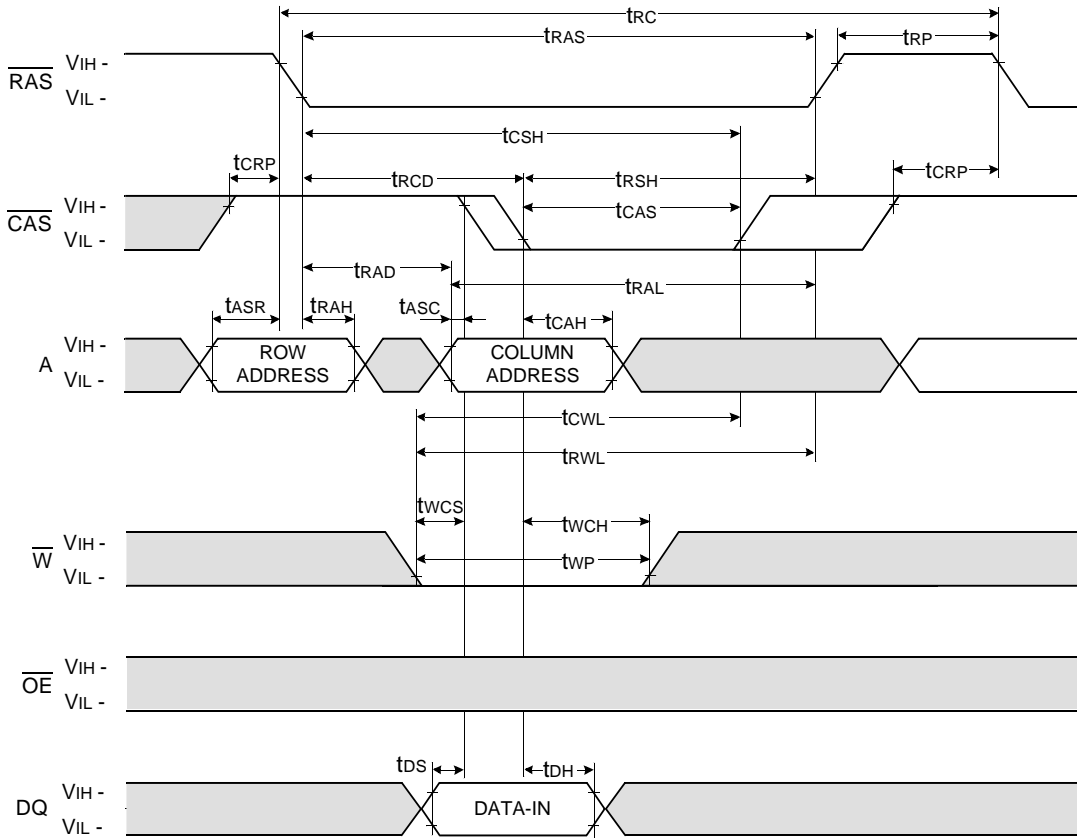 tRC
tRAS
tRP
RAS
VIH -
VIL -
tCSH
tCRP
tRCD
tRSH
tCRP
CAS
VIH -
VIL -
tCAS
tRAD
tRAL
tASR
tRAH
tASC
tCAH
A
VIH -
VIL -
ROW
ADDRESS
COLUMN
ADDRESS
tCWL
tRWL
tWCS
tWCH
W
VIH -
VIL -
tWP
OE
VIH -
VIL -
tDS
tDH
DQ
VIH -
VIL -
DATA-IN